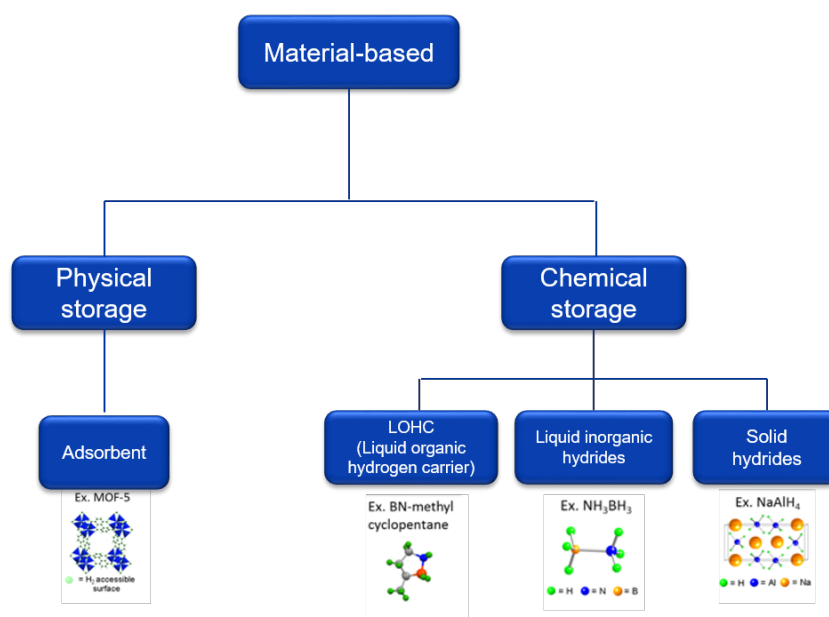 Material-based
Physical
storage
Chemical
storage
Adsorbent
LOHC
(Liquid organic
hydrogen carrier)
Liquid inorganic
hydrides
Solid
hydrides
Ex. MOF-5
= H₂ accessible
surface
Ex. BN-methyl
cyclopentane
Ex. NH₃BH₃
= H = N = B
Ex. NaAlH₄
= H = Al = Na